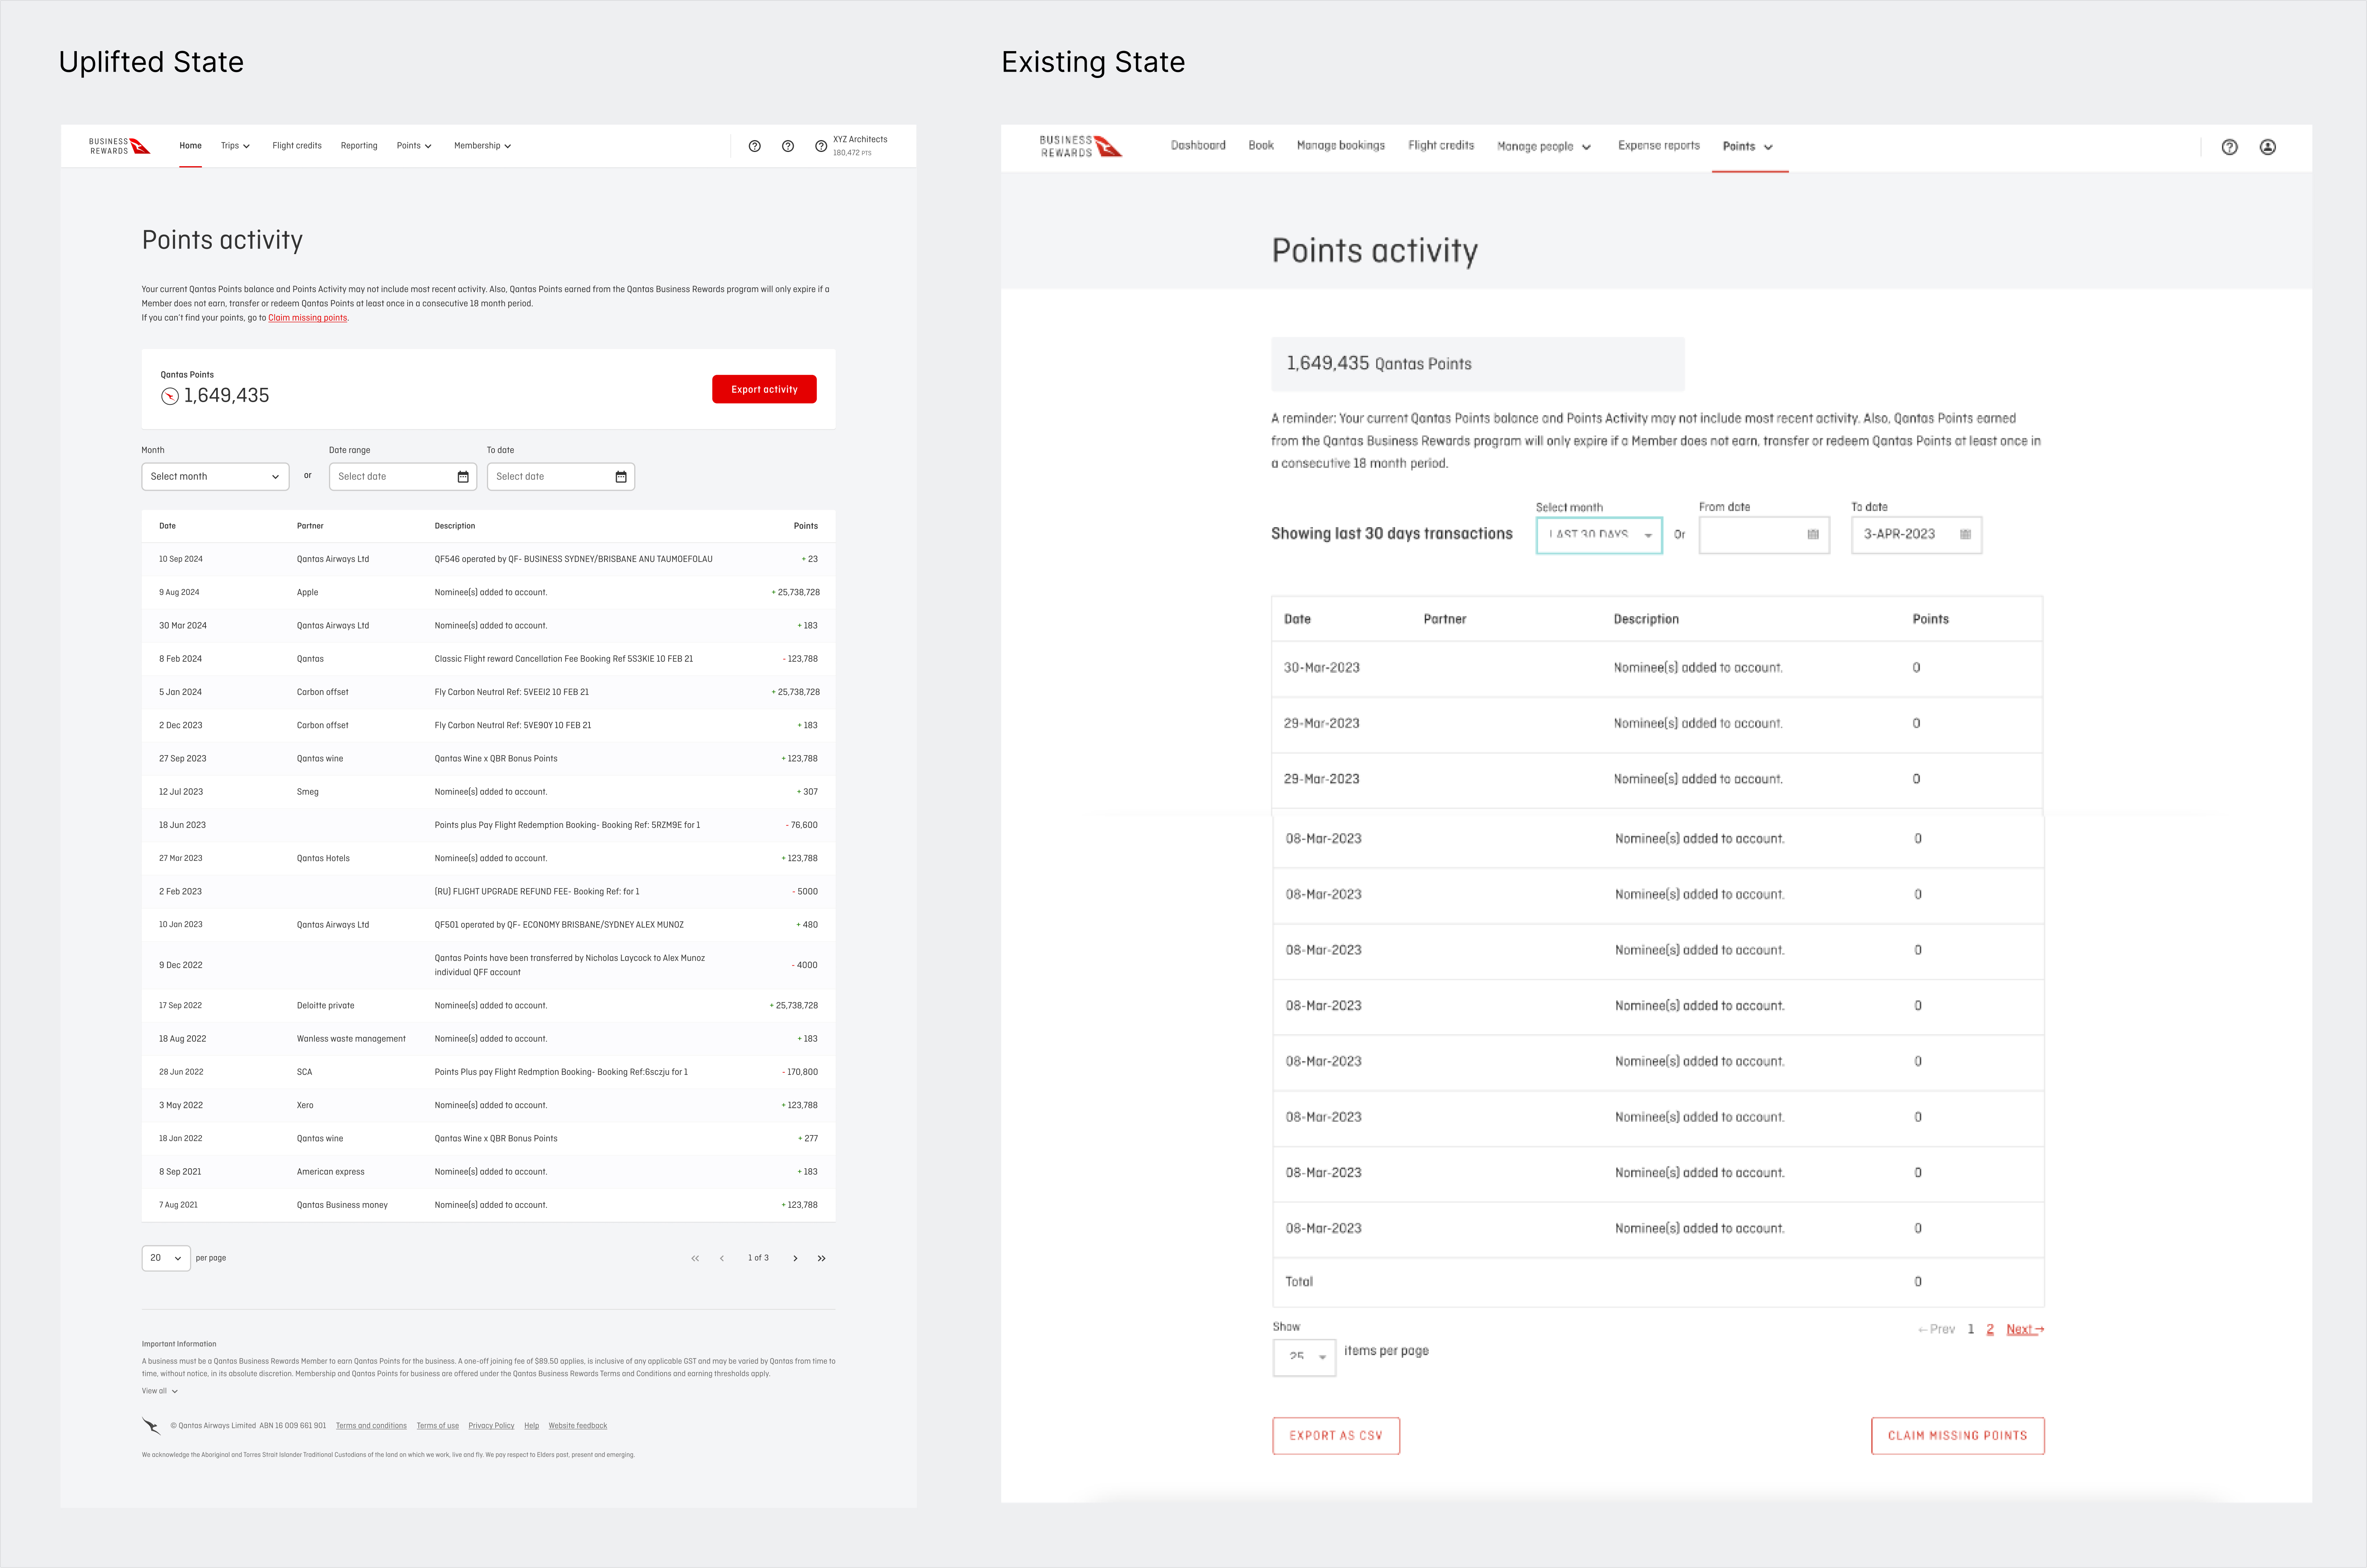 Uplifted State
BUSINESS REWARDS
Home Trips Flight credits Reporting Points Membership
XYZ Architects
180,472 PTS
Points activity
Your current Qantas Points balance and Points Activity may not include most recent activity. Also, Qantas Points earned from the Qantas Business Rewards program will only expire if a
Member does not earn, transfer or redeem Qantas Points at least once in a consecutive 18 month period.
If you can't find your points, go to Claim missing points.
Qantas Points
1,649,435
Export activity
Month Date range To date
Select month or Select date Select date
Date Partner Description Points
10 Sep 2024 Qantas Airways Ltd QF546 operated by QF- BUSINESS SYDNEY/BRISBANE ANU TAUMOEFOLAU + 23
9 Aug 2024 Apple Nominee(s) added to account. + 25,738,728
30 Mar 2024 Qantas Airways Ltd Nominee(s) added to account. + 183
8 Feb 2024 Qantas Classic Flight reward Cancellation Fee Booking Ref 5S3KIE 10 FEB 21 - 123,788
5 Jan 2024 Carbon offset Fly Carbon Neutral Ref: 5VEEI2 10 FEB 21 + 25,738,728
2 Dec 2023 Carbon offset Fly Carbon Neutral Ref: 5VE90Y 10 FEB 21 + 183
27 Sep 2023 Qantas wine Qantas Wine x QBR Bonus Points + 123,788
12 Jul 2023 Smeg Nominee(s) added to account. + 307
18 Jun 2023 Points plus Pay Flight Redemption Booking- Booking Ref: 5RZM9E for 1 - 76,600
27 Mar 2023 Qantas Hotels Nominee(s) added to account. + 123,788
2 Feb 2023 (RU) FLIGHT UPGRADE REFUND FEE- Booking Ref: for 1 - 5000
10 Jan 2023 Qantas Airways Ltd QF501 operated by QF- ECONOMY BRISBANE/SYDNEY ALEX MUNOZ + 480
9 Dec 2022 Qantas Points have been transferred by Nicholas Laycock to Alex Munoz
individual QFF account - 4000
17 Sep 2022 Deloitte private Nominee(s) added to account. + 25,738,728
18 Aug 2022 Wanless waste management Nominee(s) added to account. + 183
28 Jun 2022 SCA Points Plus pay Flight Redmption Booking- Booking Ref:6sczju for 1 - 170,800
3 May 2022 Xero Nominee(s) added to account. + 123,788
18 Jan 2022 Qantas wine Qantas Wine x QBR Bonus Points + 277
8 Sep 2021 American express Nominee(s) added to account. + 183
7 Aug 2021 Qantas Business money Nominee(s) added to account. + 123,788
20 per page 1 of 3
Important Information
A business must be a Qantas Business Rewards Member to earn Qantas Points for the business. A one-off joining fee of $89.50 applies, is inclusive of any applicable GST and may be varied by Qantas from time to
time, without notice, in its absolute discretion. Membership and Qantas Points for business are offered under the Qantas Business Rewards Terms and Conditions and earning thresholds apply.
View all
© Qantas Airways Limited ABN 16 009 661 901 Terms and conditions Terms of use Privacy Policy Help Website feedback
We acknowledge the Aboriginal and Torres Strait Islander Traditional Custodians of the land on which we work, live and fly. We pay respect to Elders past, present and emerging.
Existing State
BUSINESS REWARDS
Dashboard Book Manage bookings Flight credits Manage people Expense reports Points
Points activity
1,649,435 Qantas Points
A reminder: Your current Qantas Points balance and Points Activity may not include most recent activity. Also, Qantas Points earned
from the Qantas Business Rewards program will only expire if a Member does not earn, transfer or redeem Qantas Points at least once in
a consecutive 18 month period.
Select month From date To date
Showing last 30 days transactions LAST 30 DAYS Or 3-APR-2023
Date Partner Description Points
30-Mar-2023 Nominee(s) added to account. 0
29-Mar-2023 Nominee(s) added to account. 0
29-Mar-2023 Nominee(s) added to account. 0
08-Mar-2023 Nominee(s) added to account. 0
08-Mar-2023 Nominee(s) added to account. 0
08-Mar-2023 Nominee(s) added to account. 0
08-Mar-2023 Nominee(s) added to account. 0
08-Mar-2023 Nominee(s) added to account. 0
08-Mar-2023 Nominee(s) added to account. 0
08-Mar-2023 Nominee(s) added to account. 0
08-Mar-2023 Nominee(s) added to account. 0
Total 0
Show
25 items per page
←Prev 1 2 Next→
EXPORT AS CSV CLAIM MISSING POINTS